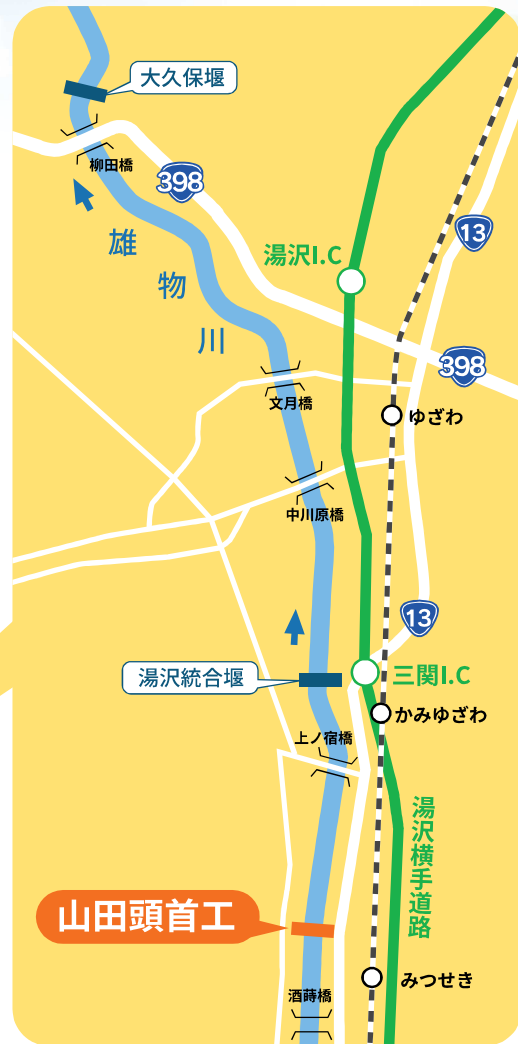 大久保堰
柳田橋
398
13
雄物川
湯沢I.C
398
文月橋
ゆざわ
中川原橋
13
湯沢統合堰
三関I.C
かみゆざわ
上ノ宿橋
湯沢横手道路
山田頭首工
みつせき
酒蒔橋